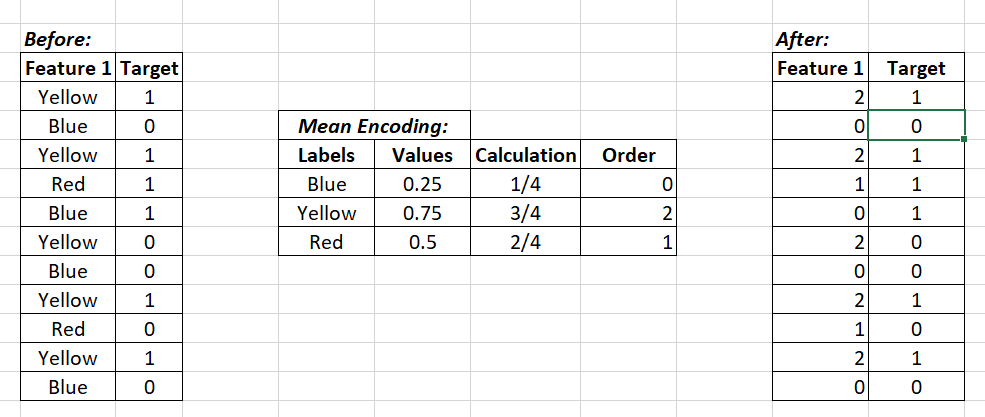 Before: After:
Feature 1 Target Feature 1 Target
Yellow 1 2 1
Blue 0 Mean Encoding: 0 0
Yellow 1 Labels Values Calculation Order 2 1
Red 1 Blue 0.25 1/4 0 1 1
Blue 1 Yellow 0.75 3/4 2 0 1
Yellow 0 Red 0.5 2/4 1 2 0
Blue 0 0 0
Yellow 1 2 1
Red 0 1 0
Yellow 1 2 1
Blue 0 0 0